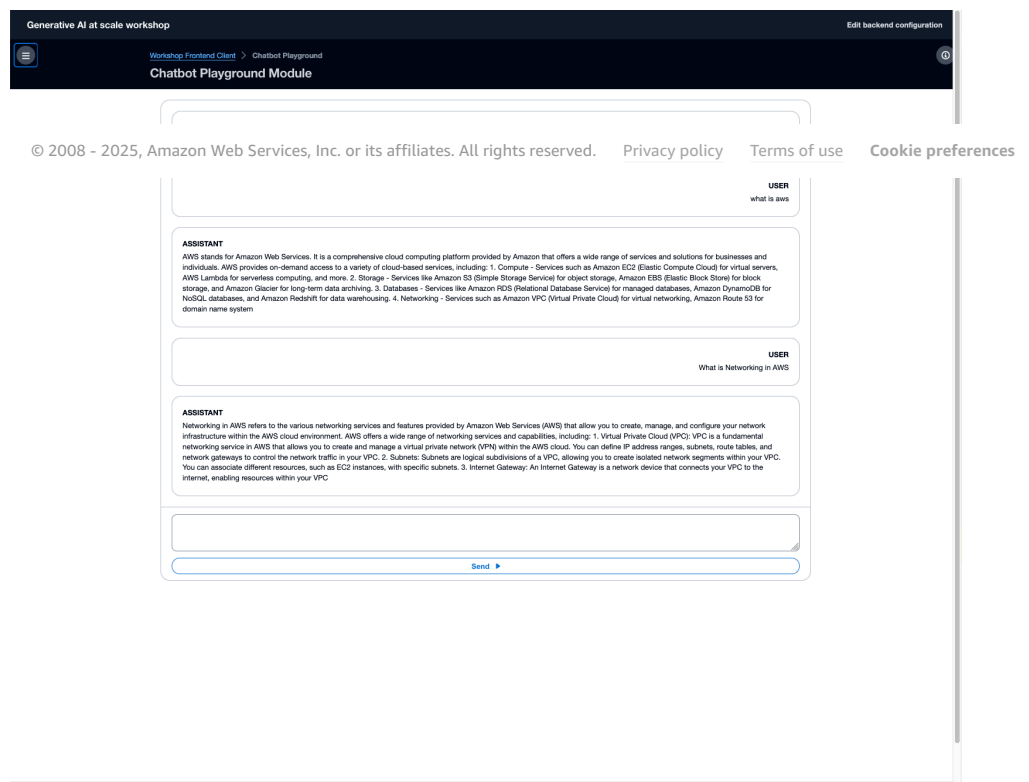 Generative AI at scale workshop
Edit backend configuration
Workshop Frontend Client > Chatbot Playground
Chatbot Playground Module
© 2008 - 2025, Amazon Web Services, Inc. or its affiliates. All rights reserved. Privacy policy Terms of use Cookie preferences
USER
what is aws
ASSISTANT
AWS stands for Amazon Web Services. It is a comprehensive cloud computing platform provided by Amazon that offers a wide range of services and solutions for businesses and
individuals. AWS provides on-demand access to a variety of cloud-based services, including: 1. Compute - Services such as Amazon EC2 (Elastic Compute Cloud) for virtual servers,
AWS Lambda for serverless computing, and more. 2. Storage - Services like Amazon S3 (Simple Storage Service) for object storage, Amazon EBS (Elastic Block Store) for block
storage, and Amazon Glacier for long-term data archiving. 3. Databases - Services like Amazon RDS (Relational Database Service) for managed databases, Amazon DynamoDB for
NoSQL databases, and Amazon Redshift for data warehousing. 4. Networking - Services such as Amazon VPC (Virtual Private Cloud) for virtual networking, Amazon Route 53 for
domain name system
USER
What is Networking in AWS
ASSISTANT
Networking in AWS refers to the various networking services and features provided by Amazon Web Services (AWS) that allow you to create, manage, and configure your network
infrastructure within the AWS cloud environment. AWS offers a wide range of networking services and capabilities, including: 1. Virtual Private Cloud (VPC): VPC is a fundamental
networking service in AWS that allows you to create and manage a virtual private network (VPN) within the AWS cloud. You can define IP address ranges, subnets, route tables, and
network gateways to control the network traffic in your VPC. 2. Subnets: Subnets are logical subdivisions of a VPC, allowing you to create isolated network segments within your VPC.
You can associate different resources, such as EC2 instances, with specific subnets. 3. Internet Gateway: An Internet Gateway is a network device that connects your VPC to the
internet, enabling resources within your VPC
Send